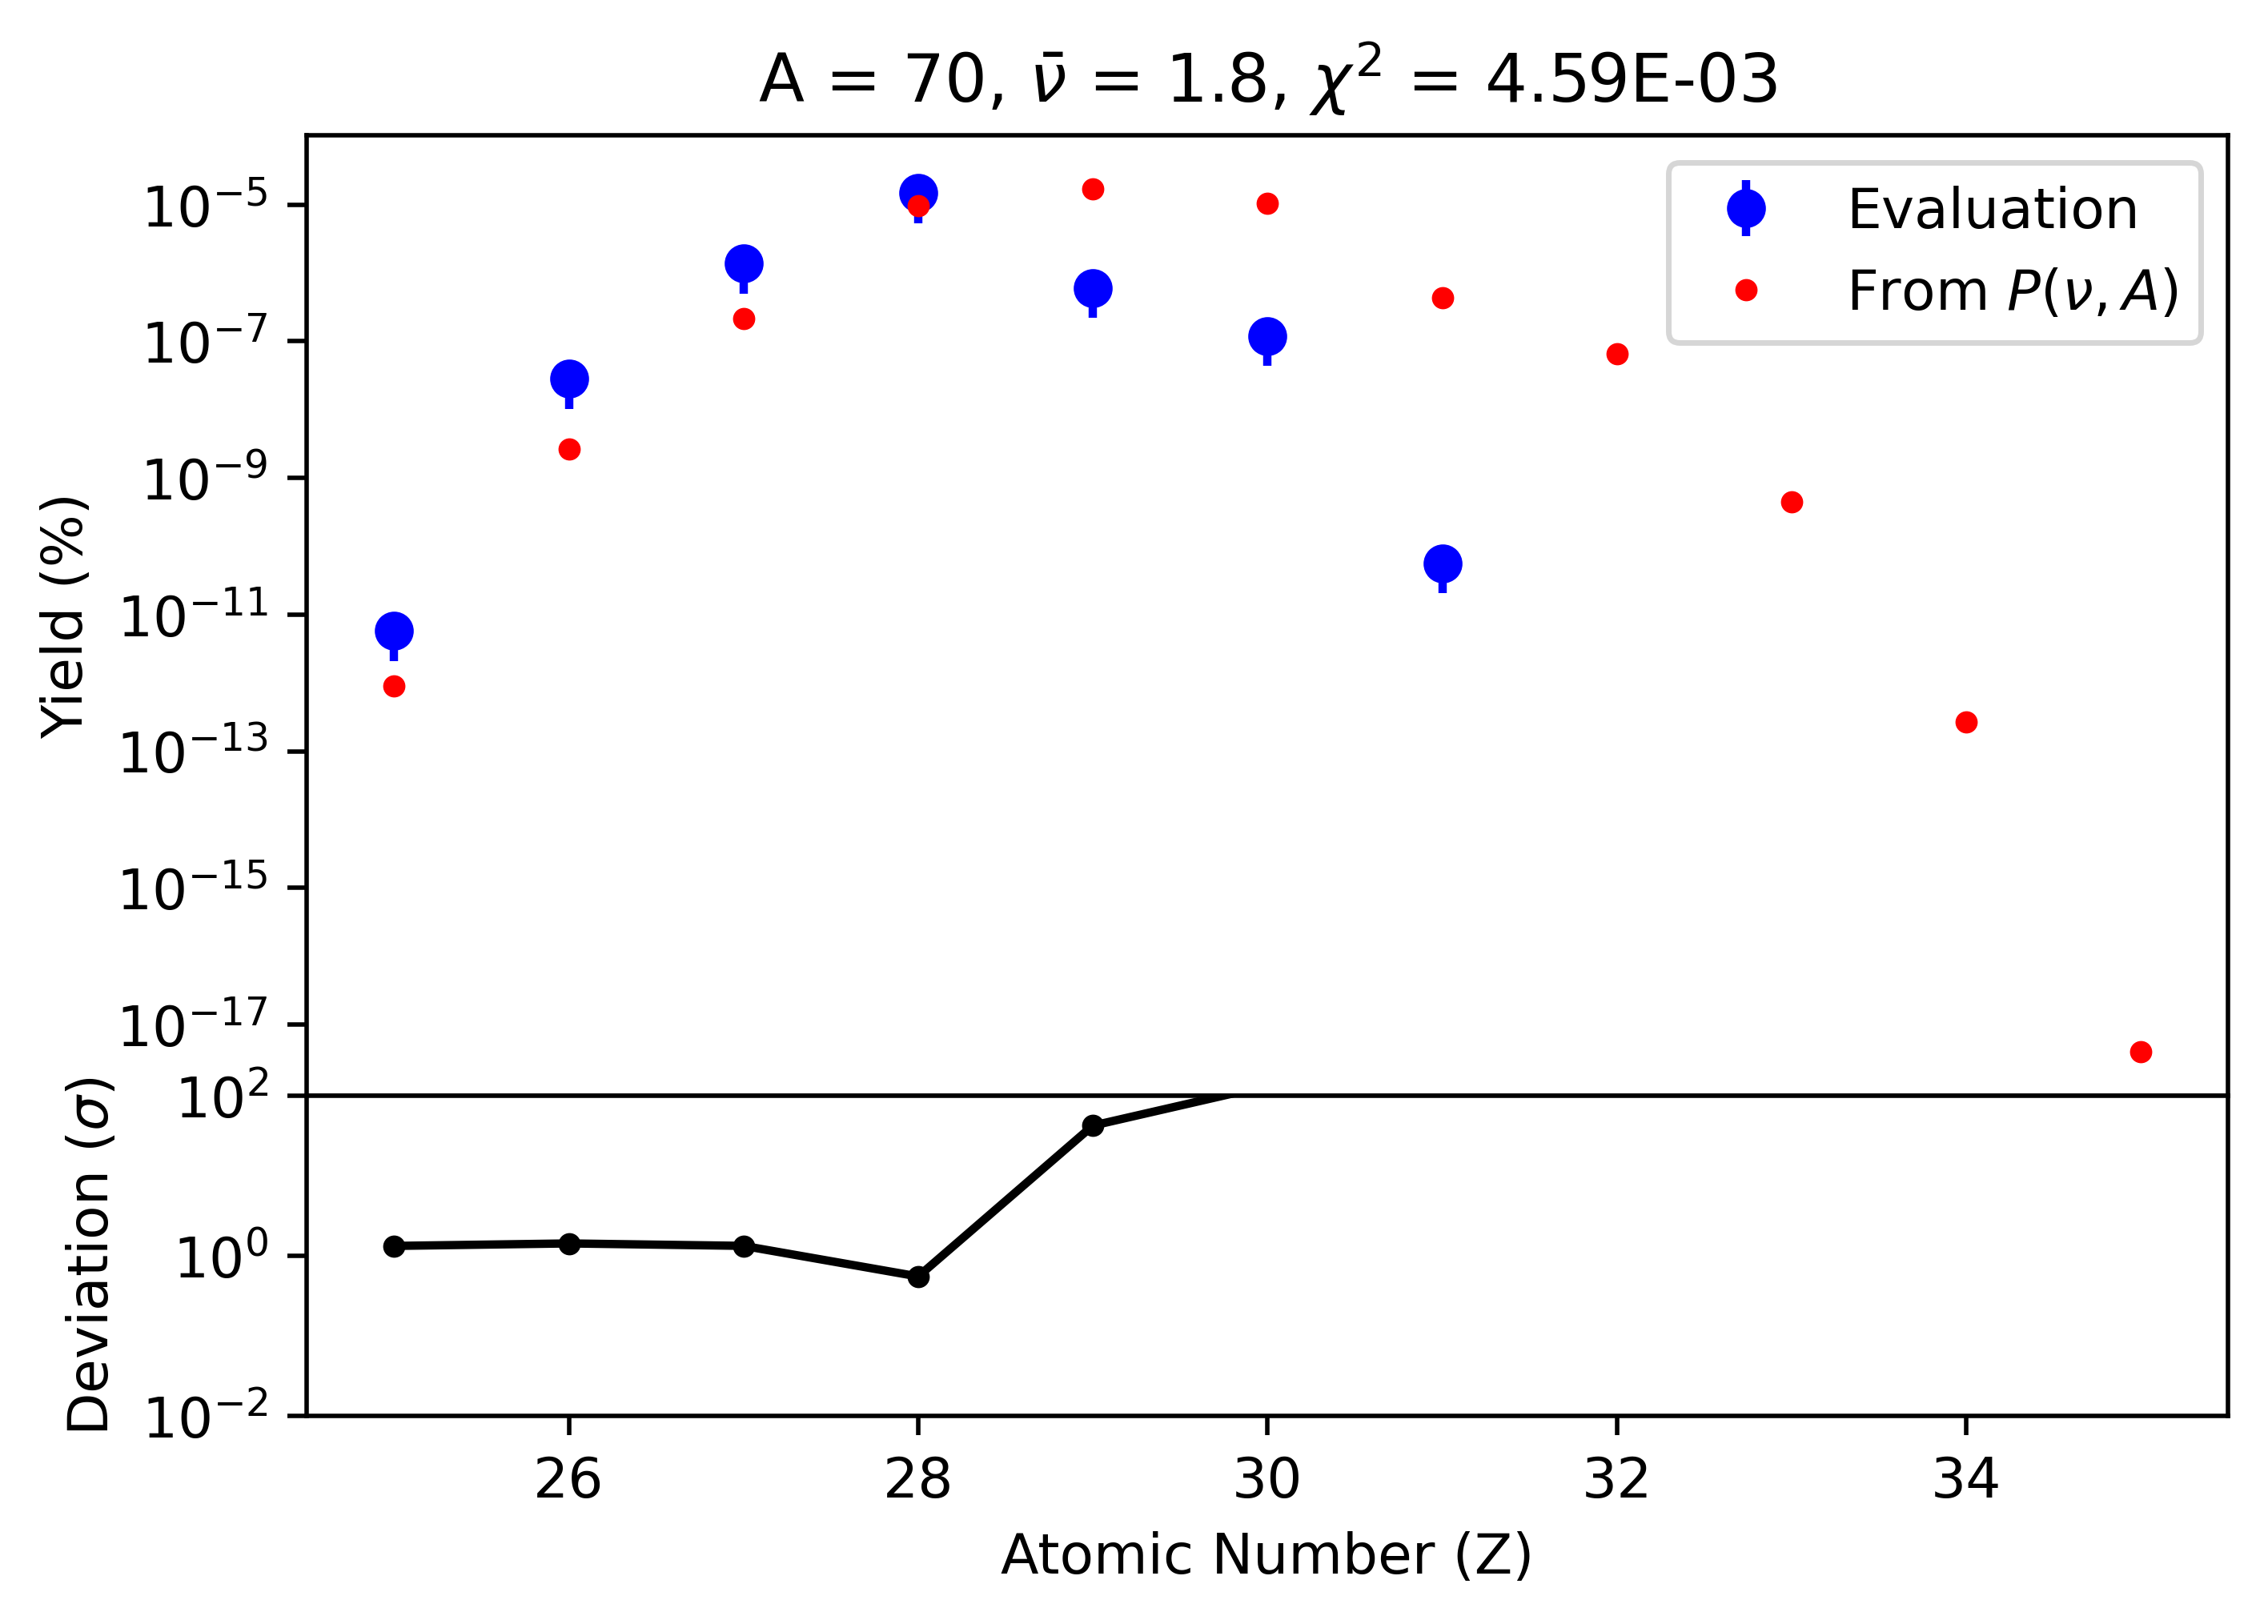 A = 70, ν̄ = 1.8, χ² = 4.59E-03
Evaluation
From P(ν, A)
Yield (%)
10⁻⁵
10⁻⁷
10⁻⁹
10⁻¹¹
10⁻¹³
10⁻¹⁵
10⁻¹⁷
Deviation (σ)
10²
10⁰
10⁻²
26 28 30 32 34
Atomic Number (Z)